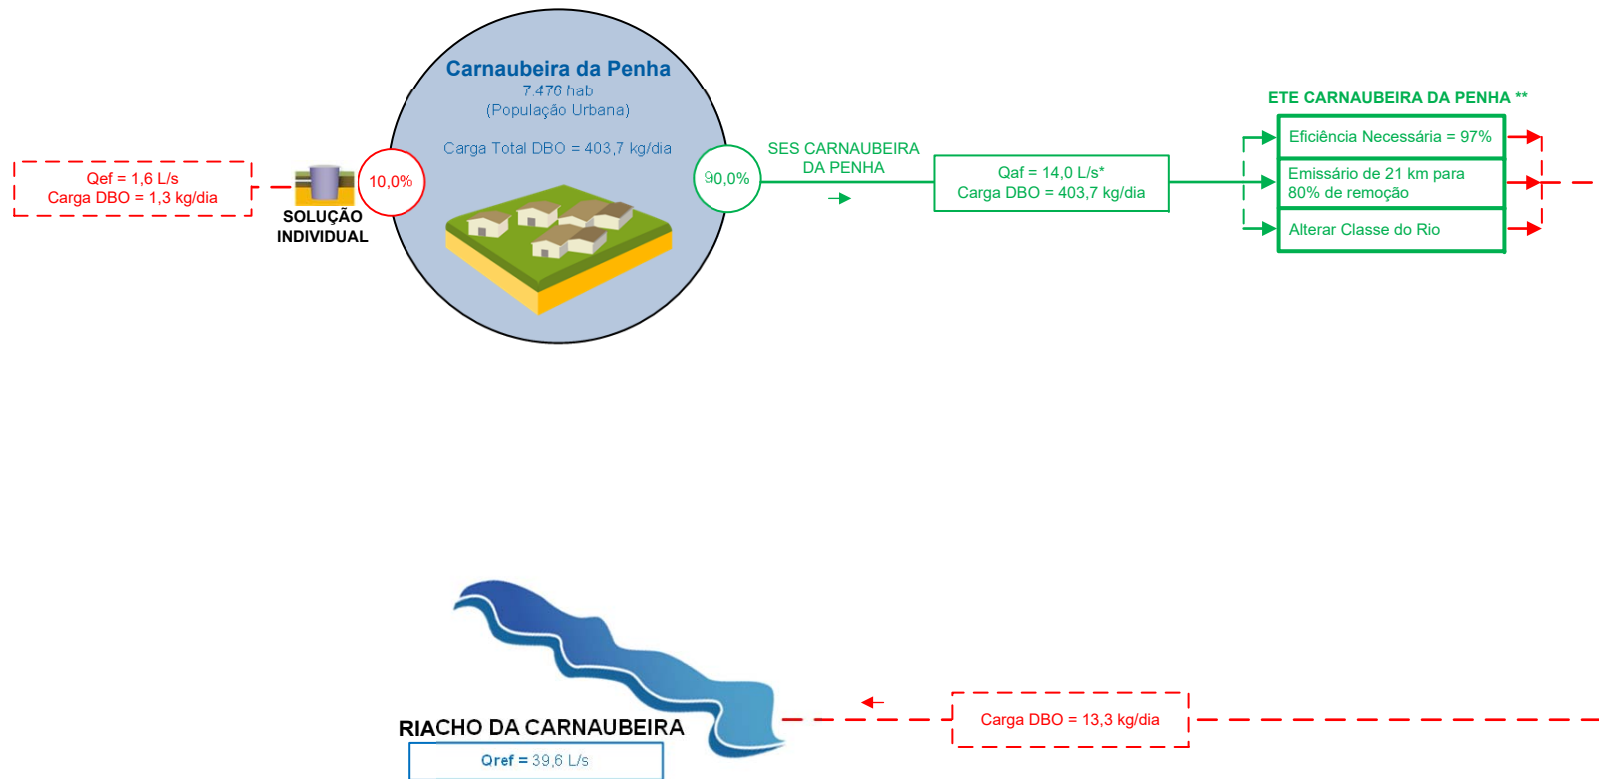 Carnaubeira da Penha
7.476 hab
(População Urbana)
Carga Total DBO = 403,7 kg/dia
Qef = 1,6 L/s
Carga DBO = 1,3 kg/dia
SOLUÇÃO
INDIVIDUAL
10,0%
90,0%
SES CARNAUBEIRA
DA PENHA
Qaf = 14,0 L/s*
Carga DBO = 403,7 kg/dia
ETE CARNAUBEIRA DA PENHA **
Eficiência Necessária = 97%
Emissário de 21 km para
80% de remoção
Alterar Classe do Rio
RIACHO DA CARNAUBEIRA
Qref = 39,6 L/s
Carga DBO = 13,3 kg/dia